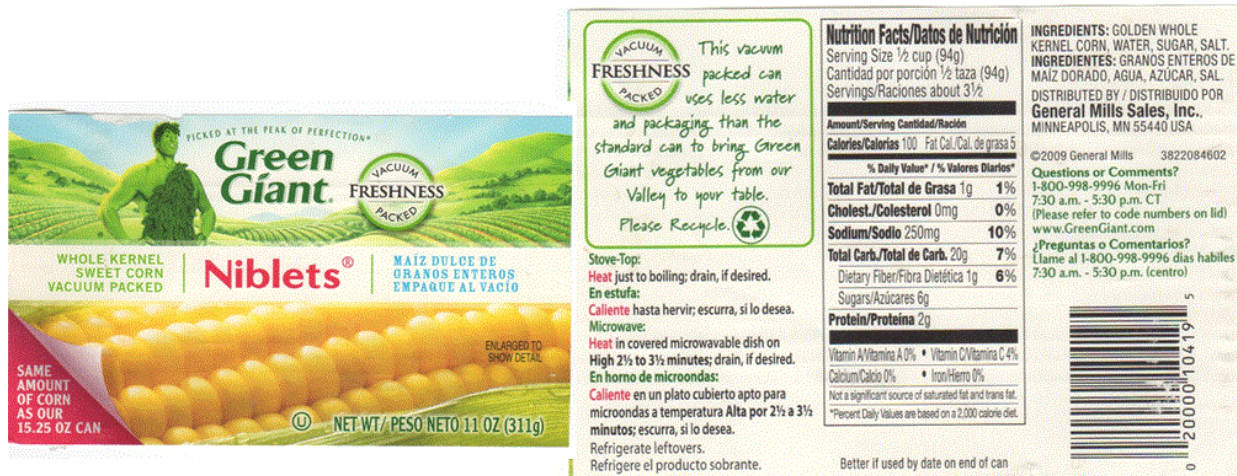 PICKED AT THE PEAK OF PERFECTION®
Green
Giant®
VACUUM
FRESHNESS
PACKED
WHOLE KERNEL
SWEET CORN
VACUUM PACKED
Niblets®
MAÍZ DULCE DE
GRANOS ENTEROS
EMPAQUE AL VACÍO
ENLARGED TO
SHOW DETAIL
SAME
AMOUNT
OF CORN
AS OUR
15.25 OZ CAN
U
NET WT/ PESO NETO 11 OZ (311g)
VACUUM
FRESHNESS
PACKED
This vacuum
packed can
uses less water
and packaging than the
standard can to bring Green
Giant vegetables from our
Valley to your table.
Please Recycle.
Stove-Top:
Heat just to boiling; drain, if desired.
En estufa:
Caliente hasta hervir; escurra, si lo desea.
Microwave:
Heat in covered microwavable dish on
High 2½ to 3½ minutes; drain, if desired.
En horno de microondas:
Caliente en un plato cubierto apto para
microondas a temperatura Alta por 2½ a 3½
minutos; escurra, si lo desea.
Refrigerate leftovers.
Refrigere el producto sobrante.
Nutrition Facts/Datos de Nutrición
Serving Size ½ cup (94g)
Cantidad por porción ½ taza (94g)
Servings/Raciones about 3½
Amount/Serving Cantidad/Ración
Calories/Calorías 100 Fat Cal./Cal. de grasa 5
% Daily Value* / % Valores Diarios*
Total Fat/Total de Grasa 1g 1%
Cholest./Colesterol 0mg 0%
Sodium/Sodio 250mg 10%
Total Carb./Total de Carb. 20g 7%
Dietary Fiber/Fibra Dietética 1g 6%
Sugars/Azúcares 6g
Protein/Proteína 2g
Vitamin A/Vitamina A 0% • Vitamin C/Vitamina C 4%
Calcium/Calcio 0% • Iron/Hierro 0%
Not a significant source of saturated fat and trans fat.
*Percent Daily Values are based on a 2,000 calorie diet.
Better if used by date on end of can
INGREDIENTS: GOLDEN WHOLE
KERNEL CORN, WATER, SUGAR, SALT.
INGREDIENTES: GRANOS ENTEROS DE
MAÍZ DORADO, AGUA, AZÚCAR, SAL.
DISTRIBUTED BY / DISTRIBUIDO POR
General Mills Sales, Inc.,
MINNEAPOLIS, MN 55440 USA
©2009 General Mills 3822084602
Questions or Comments?
1-800-998-9996 Mon-Fri
7:30 a.m. - 5:30 p.m. CT
(Please refer to code numbers on lid)
www.GreenGiant.com
¿Preguntas o Comentarios?
Llame al 1-800-998-9996 días habiles
7:30 a.m. - 5:30 p.m. (centro)
0 20000 10419 5